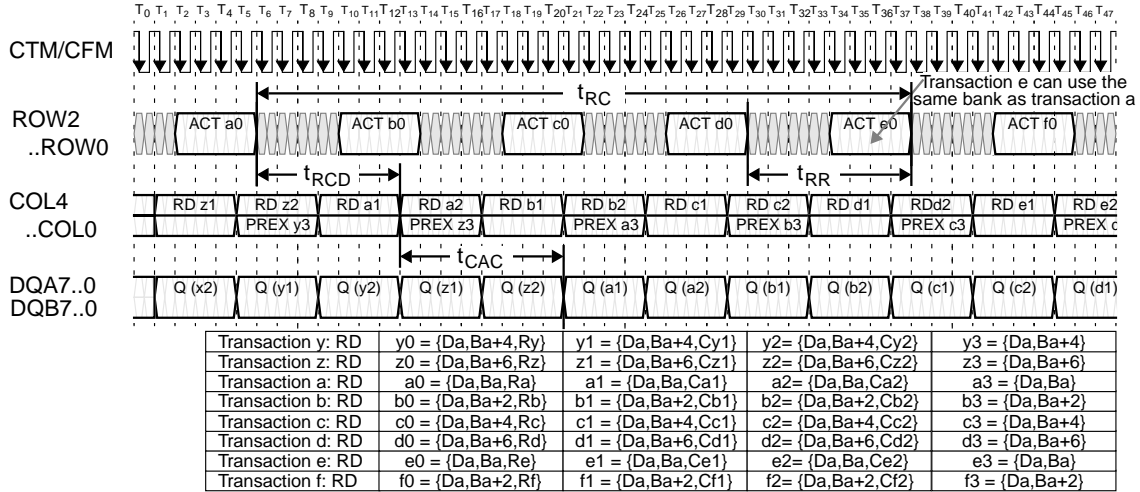 T0 T1 T2 T3 T4 T5 T6 T7 T8 T9 T10 T11 T12 T13 T14 T15 T16 T17 T18 T19 T20 T21 T22 T23 T24 T25 T26 T27 T28 T29 T30 T31 T32 T33 T34 T35 T36 T37 T38 T39 T40 T41 T42 T43 T44 T45 T46 T47
CTM/CFM
Transaction e can use the
same bank as transaction a
tRC
ROW2
..ROW0
ACT a0 ACT b0 ACT c0 ACT d0 ACT e0 ACT f0
tRCD tRR
COL4
..COL0
RD z1 RD z2 RD a1 RD a2 RD b1 RD b2 RD c1 RD c2 RD d1 RDd2 RD e1 RD e2
PREX y3 PREX z3 PREX a3 PREX b3 PREX c3 PREX c
tCAC
DQA7..0
DQB7..0
Q (x2) Q (y1) Q (y2) Q (z1) Q (z2) Q (a1) Q (a2) Q (b1) Q (b2) Q (c1) Q (c2) Q (d1)
Transaction y: RD y0 = {Da,Ba+4,Ry} y1 = {Da,Ba+4,Cy1} y2= {Da,Ba+4,Cy2} y3 = {Da,Ba+4}
Transaction z: RD z0 = {Da,Ba+6,Rz} z1 = {Da,Ba+6,Cz1} z2= {Da,Ba+6,Cz2} z3 = {Da,Ba+6}
Transaction a: RD a0 = {Da,Ba,Ra} a1 = {Da,Ba,Ca1} a2= {Da,Ba,Ca2} a3 = {Da,Ba}
Transaction b: RD b0 = {Da,Ba+2,Rb} b1 = {Da,Ba+2,Cb1} b2= {Da,Ba+2,Cb2} b3 = {Da,Ba+2}
Transaction c: RD c0 = {Da,Ba+4,Rc} c1 = {Da,Ba+4,Cc1} c2= {Da,Ba+4,Cc2} c3 = {Da,Ba+4}
Transaction d: RD d0 = {Da,Ba+6,Rd} d1 = {Da,Ba+6,Cd1} d2= {Da,Ba+6,Cd2} d3 = {Da,Ba+6}
Transaction e: RD e0 = {Da,Ba,Re} e1 = {Da,Ba,Ce1} e2= {Da,Ba,Ce2} e3 = {Da,Ba}
Transaction f: RD f0 = {Da,Ba+2,Rf} f1 = {Da,Ba+2,Cf1} f2= {Da,Ba+2,Cf2} f3 = {Da,Ba+2}